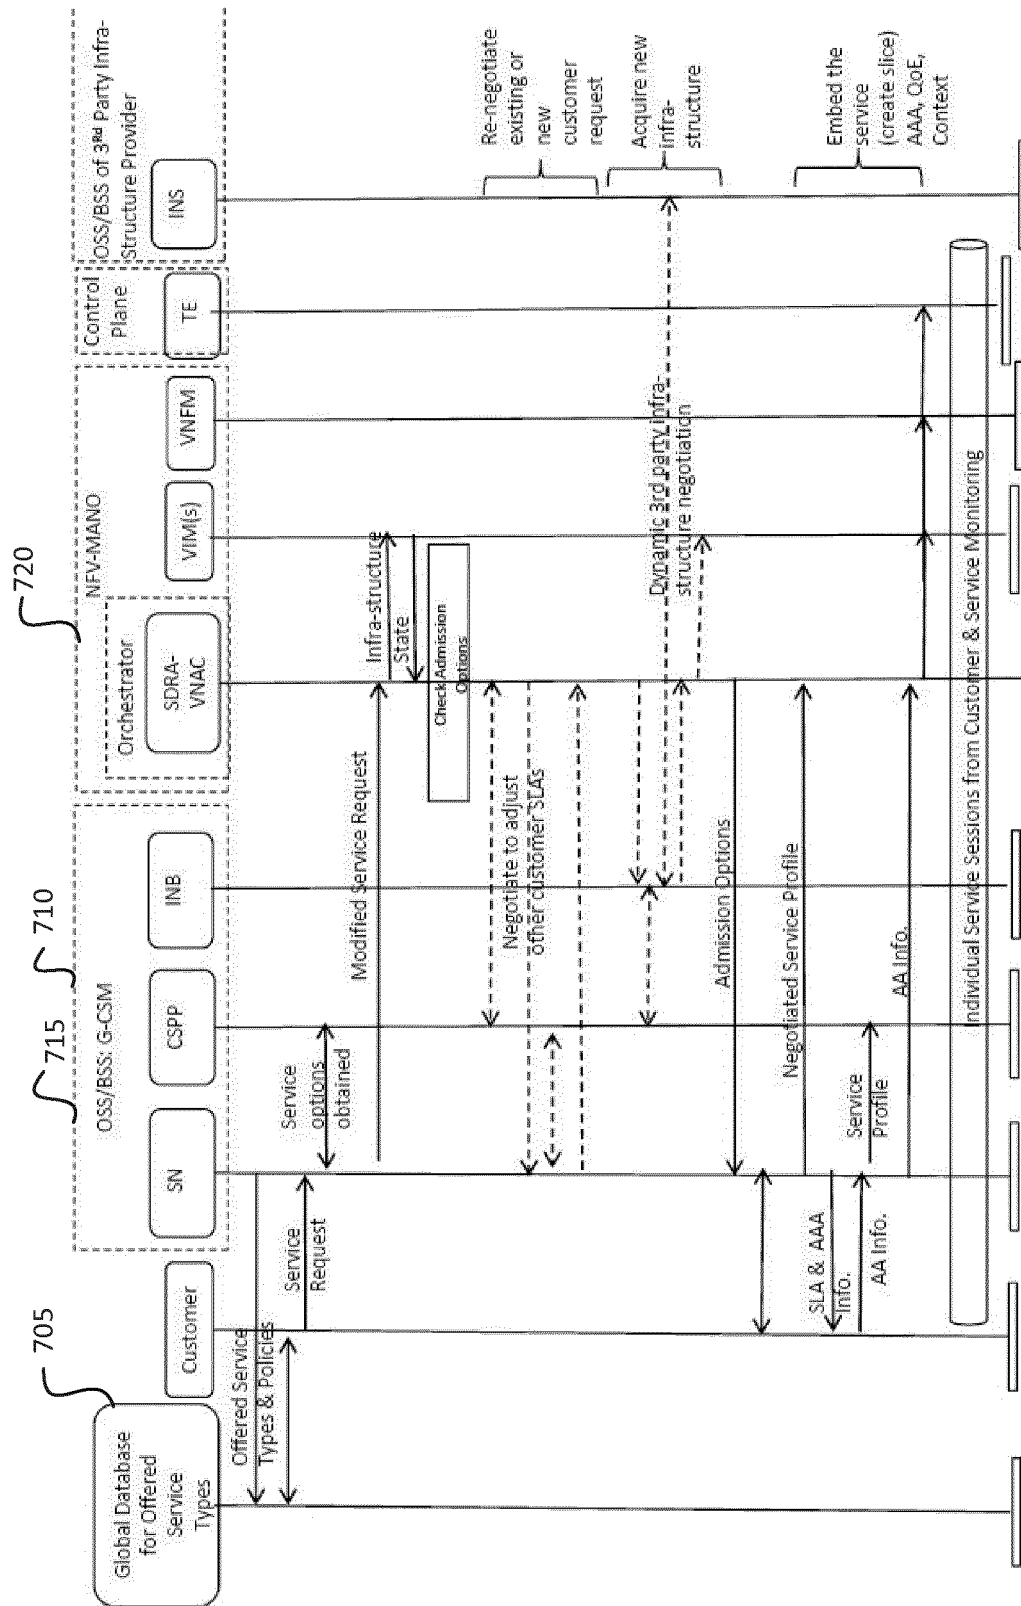 705
715
710
720
OSS/BSS: G-CSM
NFV-MANO
Orchestrator
Control
Plane
OSS/BSS of 3Rd Party Infra-
Structure Provider
Global Database
for Offered
Service
Types
Customer
SN
CSPP
INB
SDRA-
VNAC
VIM(s)
VNFM
TE
INS
Offered Service
Types & Policies
Service
Request
Service
options
obtained
Modified Service Request
Infra-structure
State
Check Admission
Options
Negotiate to adjust
other customer SLAs
Re-negotiate
existing or
new
customer
request
Dynamic 3rd party infra-
structure negotiation
Acquire new
infra-
structure
Admission Options
Negotiated Service Profile
SLA & AAA
Info.
Service
Profile
AA Info.
AA Info.
Embed the
service
(create slice)
AAA, QoE,
Context
Individual Service Sessions from Customer & Service Monitoring